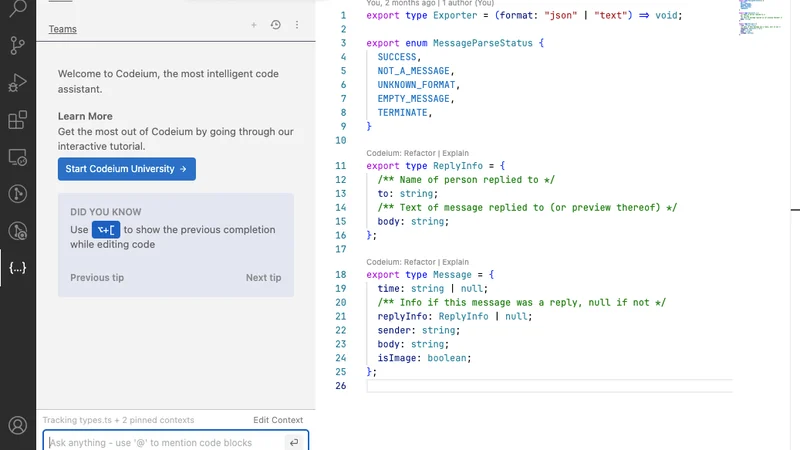 Teams
Welcome to Codeium, the most intelligent code
assistant.
Learn More
Get the most out of Codeium by going through our
interactive tutorial.
Start Codeium University →
DID YOU KNOW
Use ⌥+[ to show the previous completion
while editing code
Previous tip
Next tip
{...}
Tracking types.ts + 2 pinned contexts
Edit Context
Ask anything - use '@' to mention code blocks
You, 2 months ago | 1 author (You)
1 export type Exporter = (format: "json" | "text") => void;
2
3 export enum MessageParseStatus {
4 SUCCESS,
5 NOT_A_MESSAGE,
6 UNKNOWN_FORMAT,
7 EMPTY_MESSAGE,
8 TERMINATE,
9 }
10
Codeium: Refactor | Explain
11 export type ReplyInfo = {
12 /** Name of person replied to */
13 to: string;
14 /** Text of message replied to (or preview thereof) */
15 body: string;
16 };
17
Codeium: Refactor | Explain
18 export type Message = {
19 time: string | null;
20 /** Info if this message was a reply, null if not */
21 replyInfo: ReplyInfo | null;
22 sender: string;
23 body: string;
24 isImage: boolean;
25 };
26